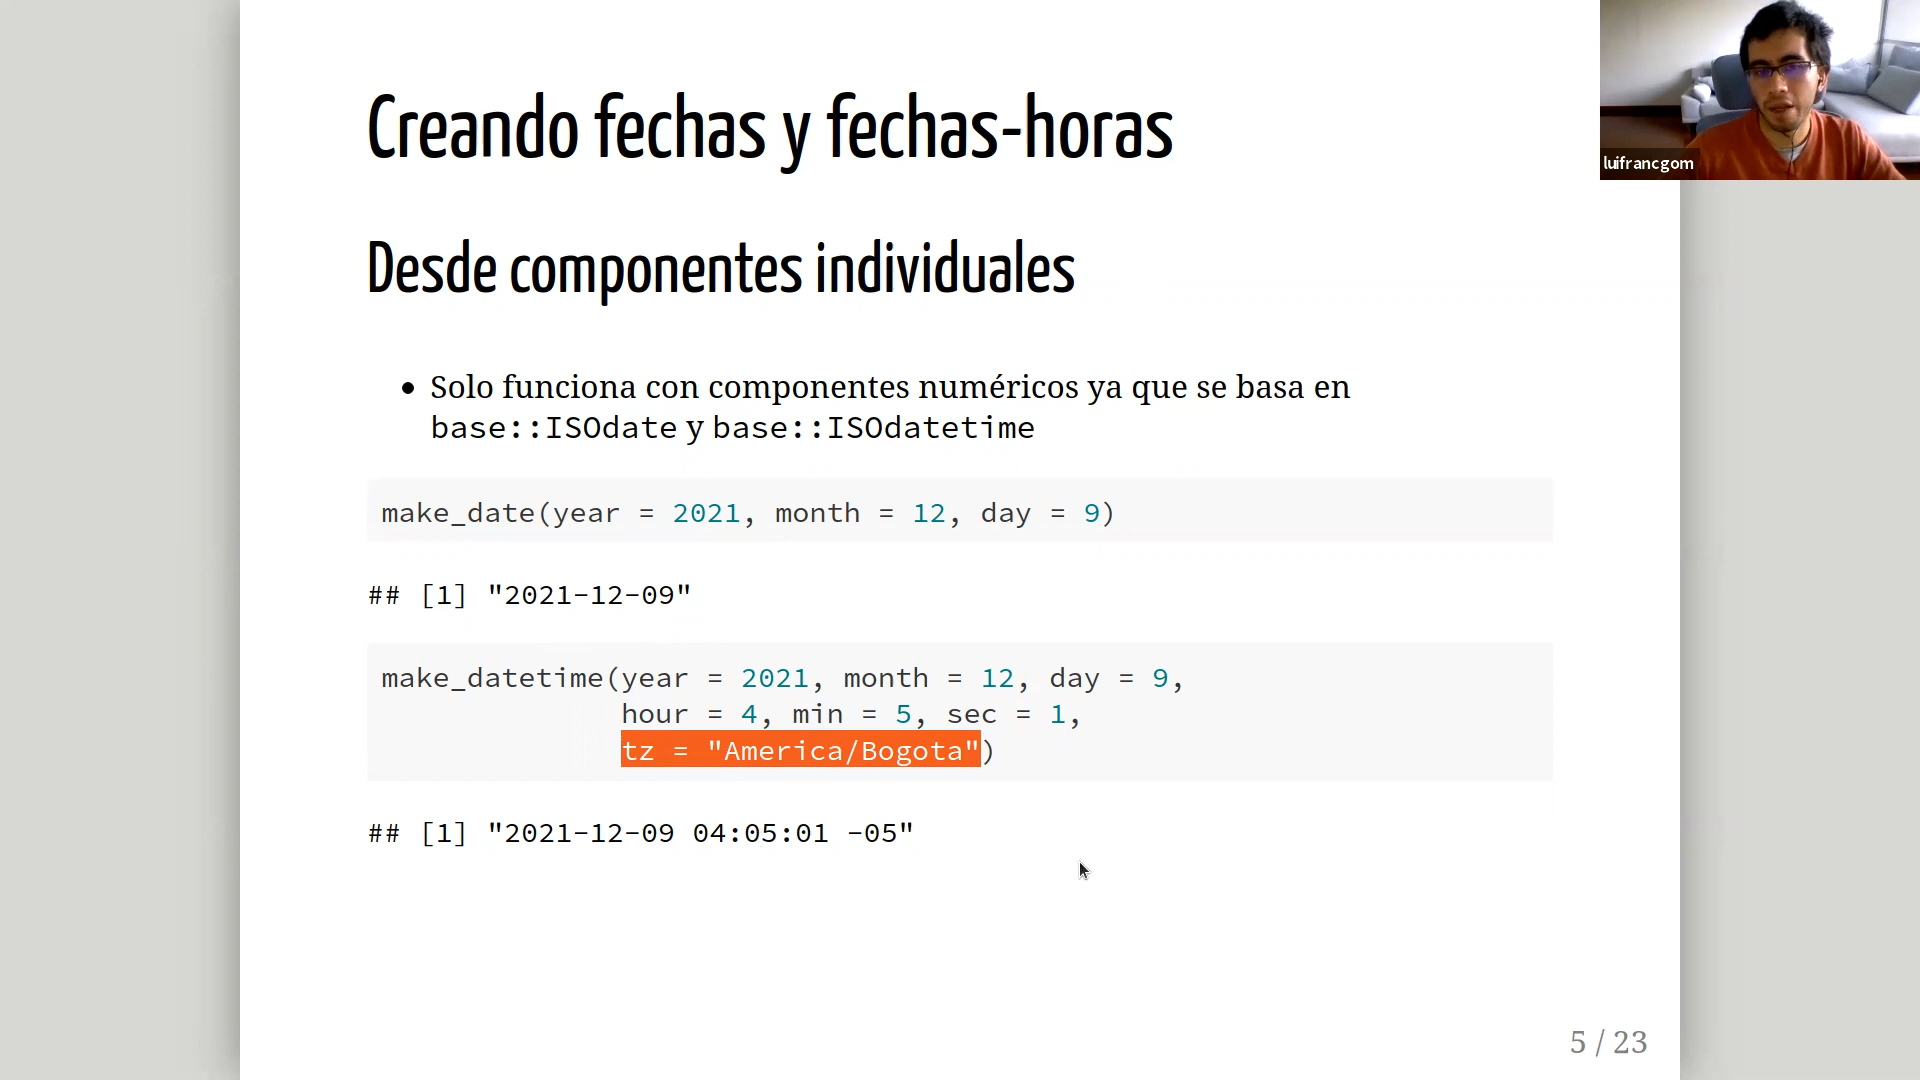 Creando fechas y fechas-horas
luifrancgom
Desde componentes individuales
Solo funciona con componentes numéricos ya que se basa en
base::ISOdate y base::ISOdatetime
make_date(year = 2021, month = 12, day = 9)
## [1] "2021-12-09"
make_datetime(year = 2021, month = 12, day = 9,
hour = 4, min = 5, sec = 1,
tz = "America/Bogota")
## [1] "2021-12-09 04:05:01 -05"
5 / 23